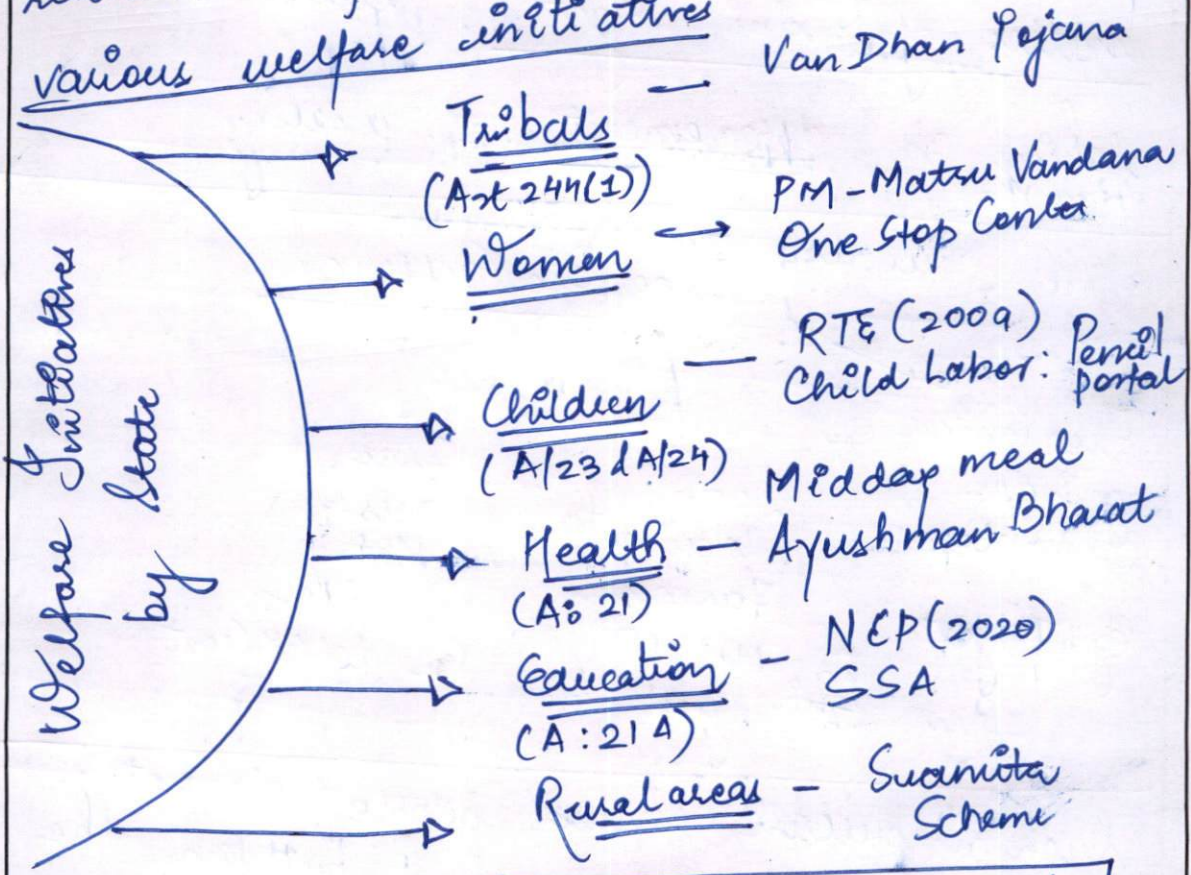 various welfare initiatives
Welfare Initiatives
by State
Tribals — Van Dhan Yojana
(Art 244(1))
Women → PM-Matru Vandana
One Stop Center
Children — RTE (2009)
Child Labor: Pencil portal
(A/23 & A/24)
Health — Midday meal
Ayushman Bharat
(A: 21)
Education - NEP (2020)
SSA
(A: 21 A)
Rural areas - Svamita
Scheme